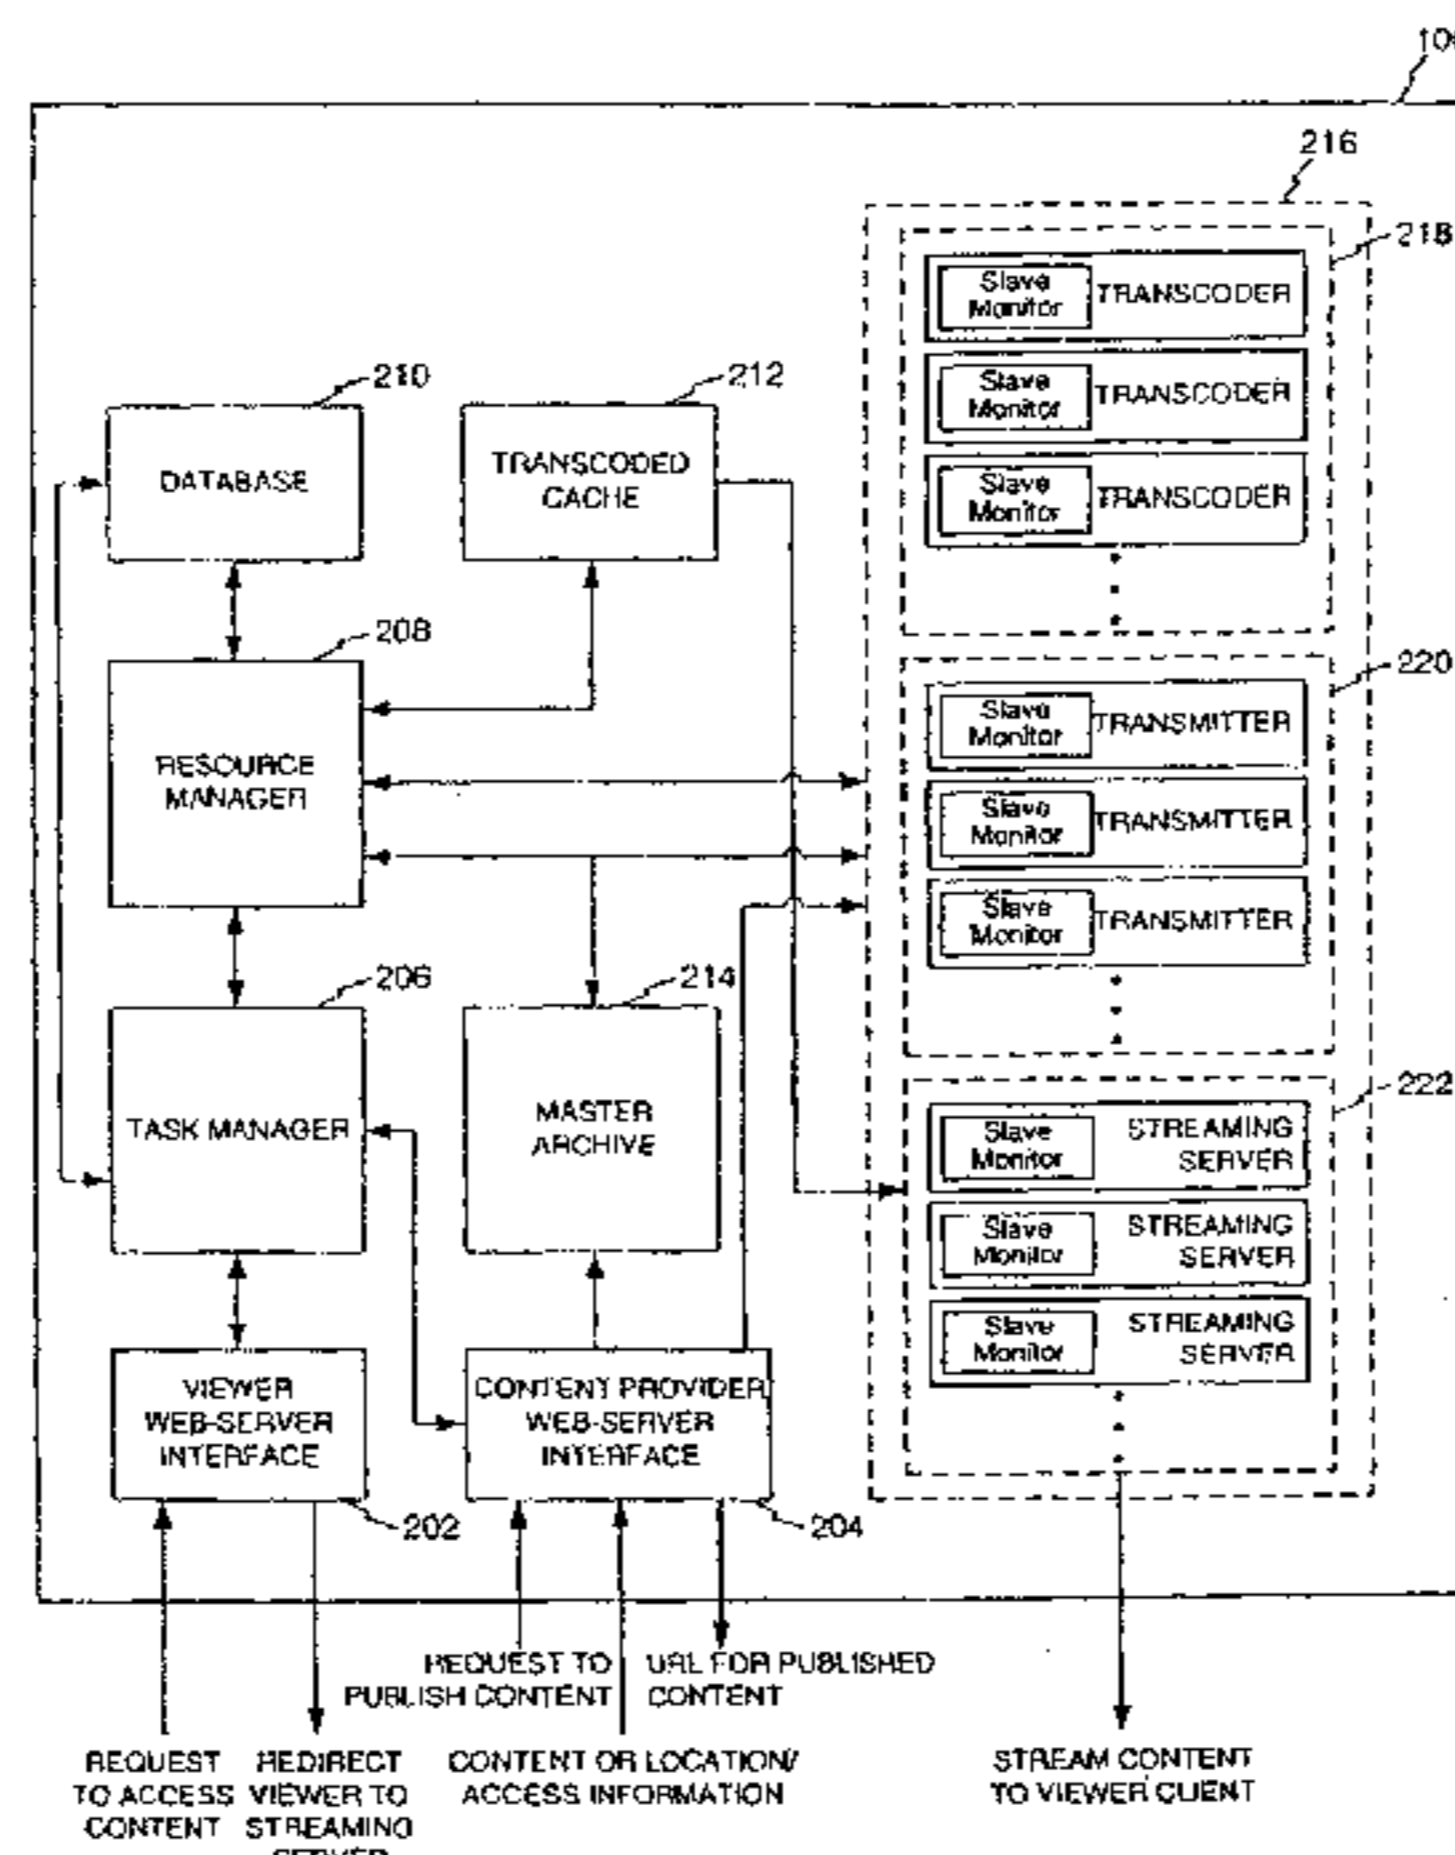 216
218
Slave
Monitor
TRANSCODER
Slave
Monitor
TRANSCODER
Slave
Monitor
TRANSCODER
210
DATABASE
212
TRANSCODED
CACHE
208
RESOURCE
MANAGER
220
Slave
Monitor
TRANSMITTER
Slave
Monitor
TRANSMITTER
Slave
Monitor
TRANSMITTER
206
TASK MANAGER
214
MASTER
ARCHIVE
222
Slave
Monitor
STREAMING
SERVER
Slave
Monitor
STREAMING
SERVER
Slave
Monitor
STREAMING
SERVER
VIEWER
WEB-SERVER
INTERFACE
202
CONTENT PROVIDER
WEB-SERVER
INTERFACE
204
REQUEST TO
PUBLISH CONTENT
URL FOR PUBLISHED
CONTENT
REQUEST
TO ACCESS
CONTENT
REDIRECT
VIEWER TO
STREAMING
SERVER
CONTENT OR LOCATION/
ACCESS INFORMATION
STREAM CONTENT
TO VIEWER CLIENT